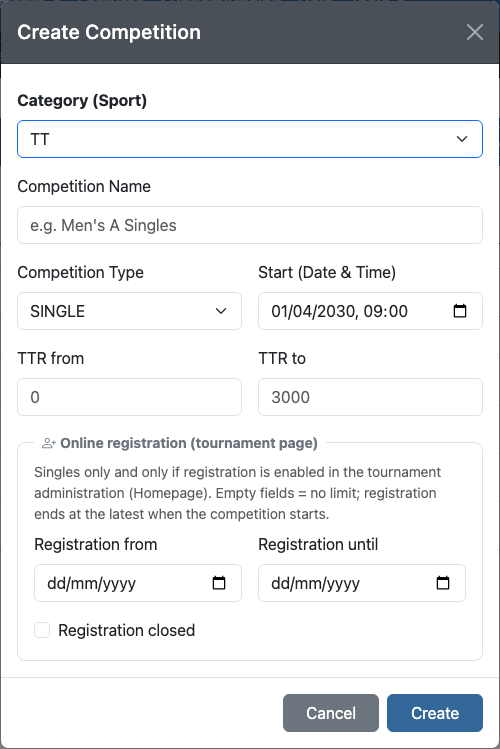 Create Competition
Category (Sport)
TT
Competition Name
e.g. Men's A Singles
Competition Type
Start (Date & Time)
SINGLE
01/04/2030, 09:00
TTR from
TTR to
0
3000
Online registration (tournament page)
Singles only and only if registration is enabled in the tournament
administration (Homepage). Empty fields = no limit; registration
ends at the latest when the competition starts.
Registration from
Registration until
dd/mm/yyyy
dd/mm/yyyy
Registration closed
Cancel
Create